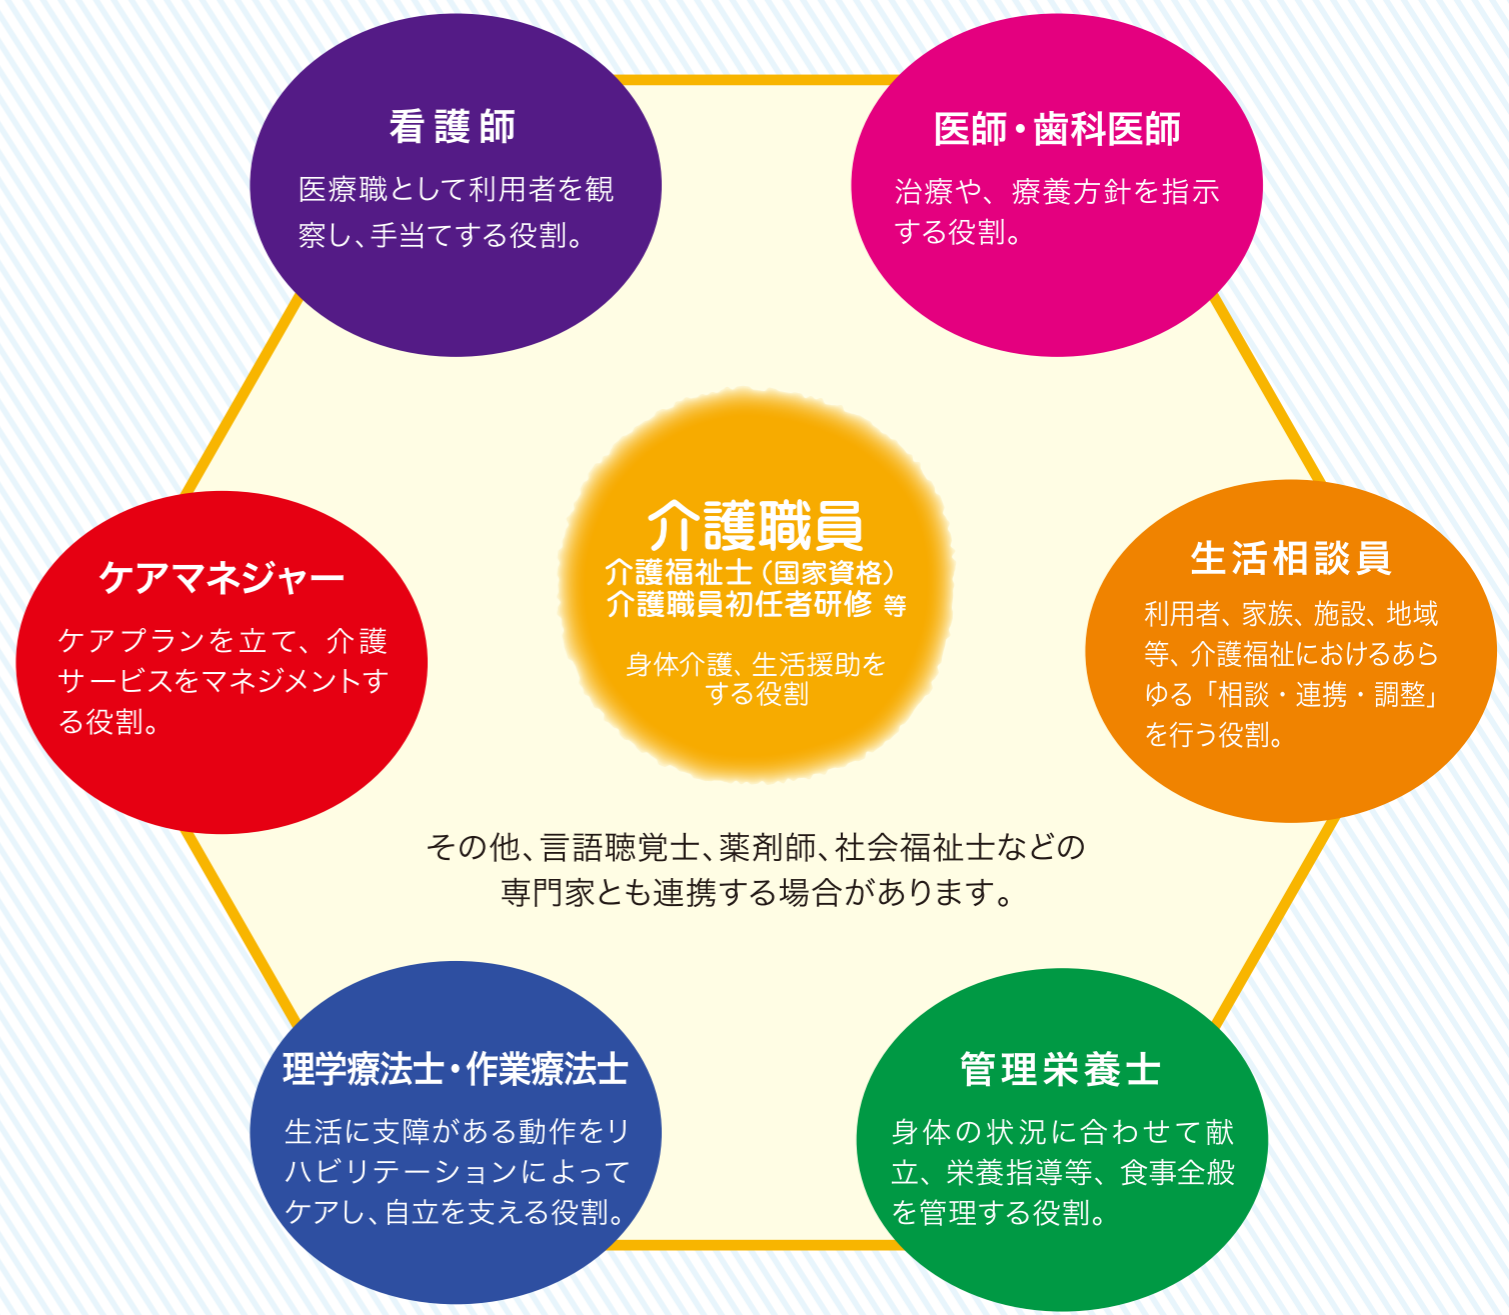 看護師
医療職として利用者を観
察し、手当てする役割。
医師・歯科医師
治療や、療養方針を指示
する役割。
介護職員
介護福祉士（国家資格）
介護職員初任者研修 等
身体介護、生活援助を
する役割
ケアマネジャー
ケアプランを立て、介護
サービスをマネジメントす
る役割。
生活相談員
利用者、家族、施設、地域
等、介護福祉におけるあら
ゆる「相談・連携・調整」
を行う役割。
その他、言語聴覚士、薬剤師、社会福祉士などの
専門家とも連携する場合があります。
理学療法士・作業療法士
生活に支障がある動作をリ
ハビリテーションによって
ケアし、自立を支える役割。
管理栄養士
身体の状況に合わせて献
立、栄養指導等、食事全般
を管理する役割。